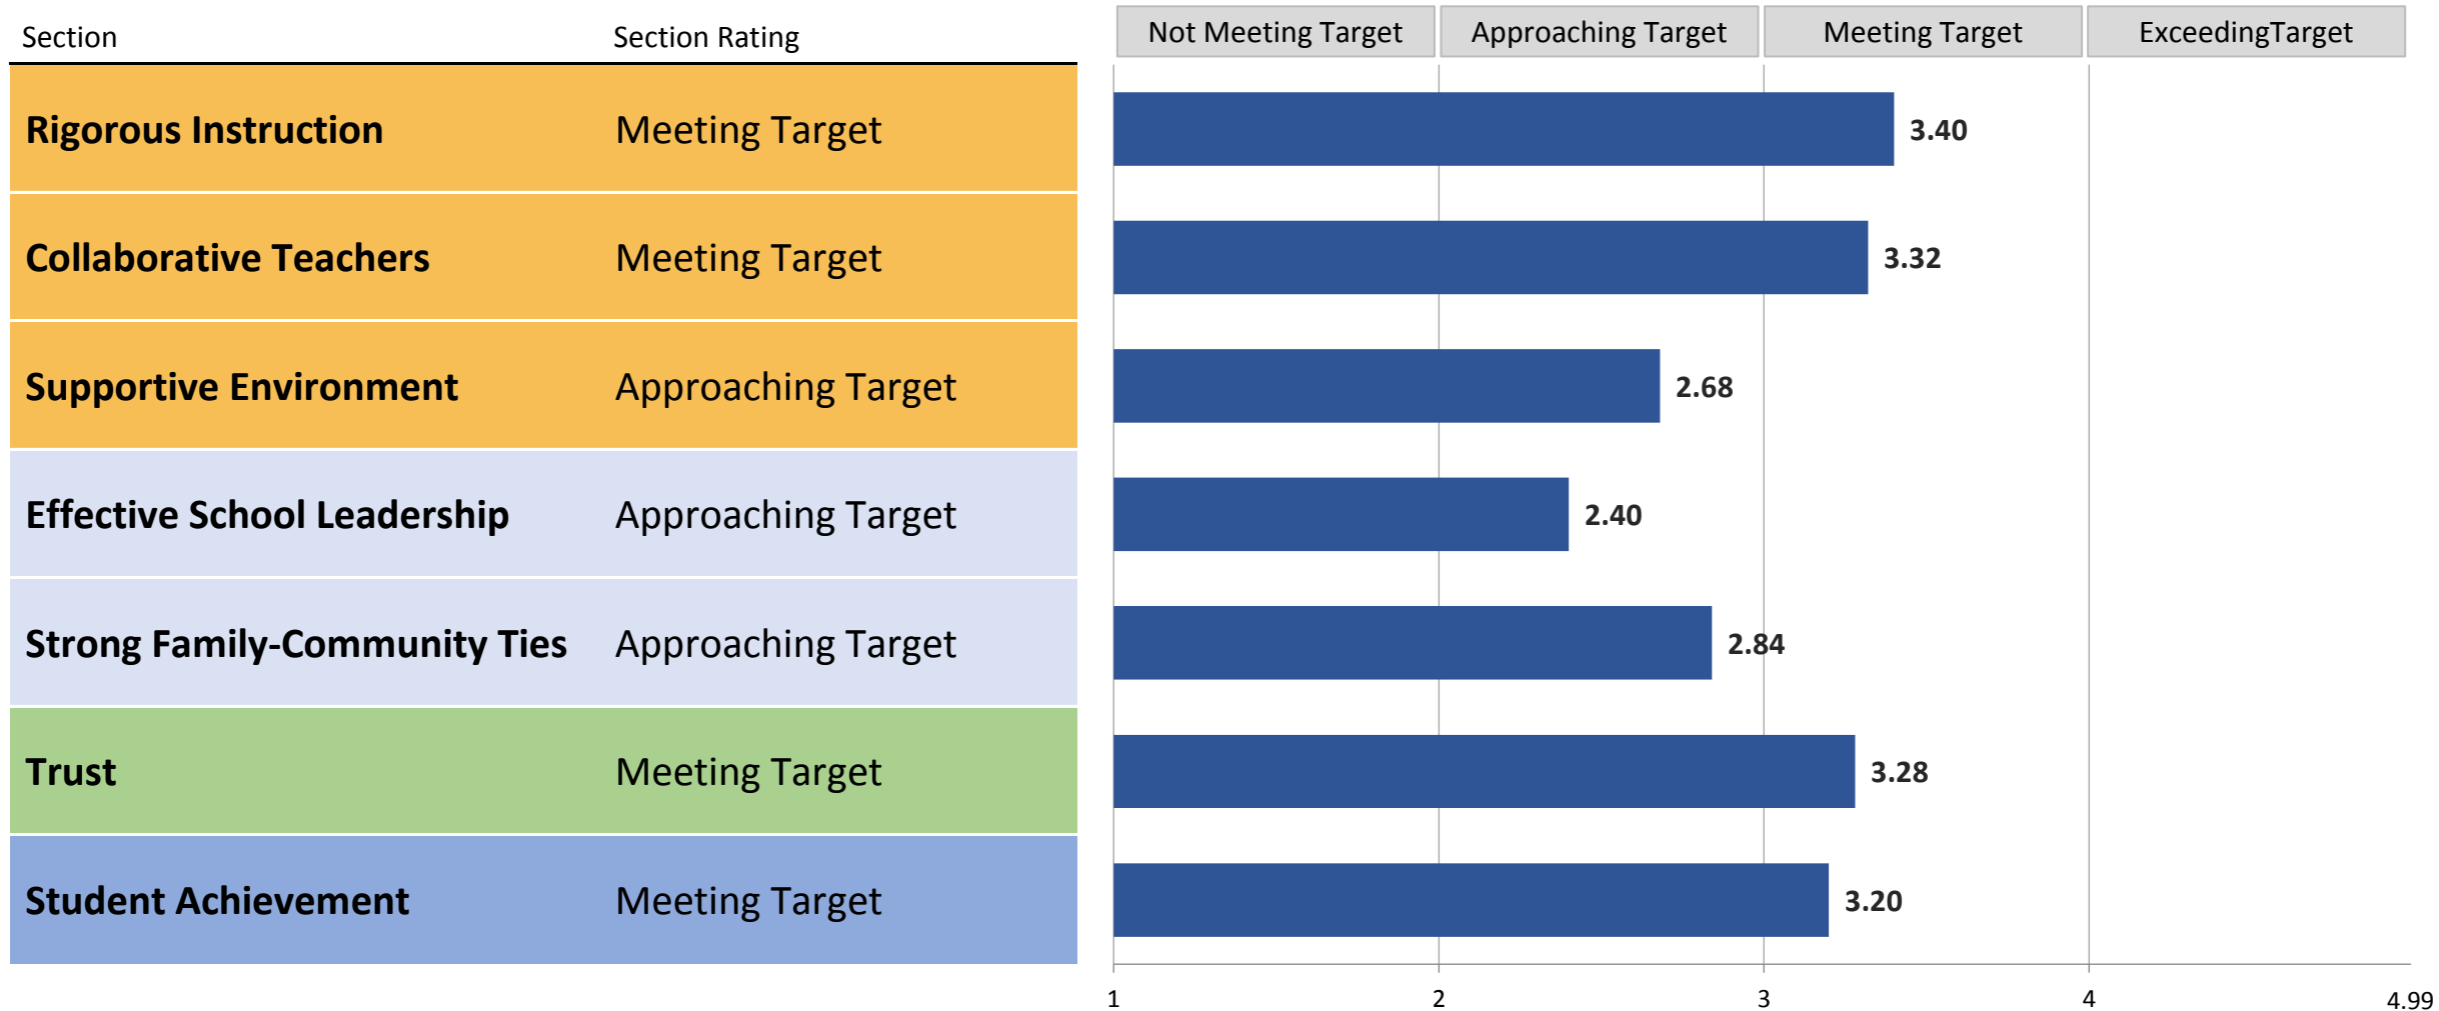 Section Section Rating Not Meeting Target Approaching Target Meeting Target ExceedingTarget
Rigorous Instruction Meeting Target 3.40
Collaborative Teachers Meeting Target 3.32
Supportive Environment Approaching Target 2.68
Effective School Leadership Approaching Target 2.40
Strong Family-Community Ties Approaching Target 2.84
Trust Meeting Target 3.28
Student Achievement Meeting Target 3.20
1 2 3 4 4.99